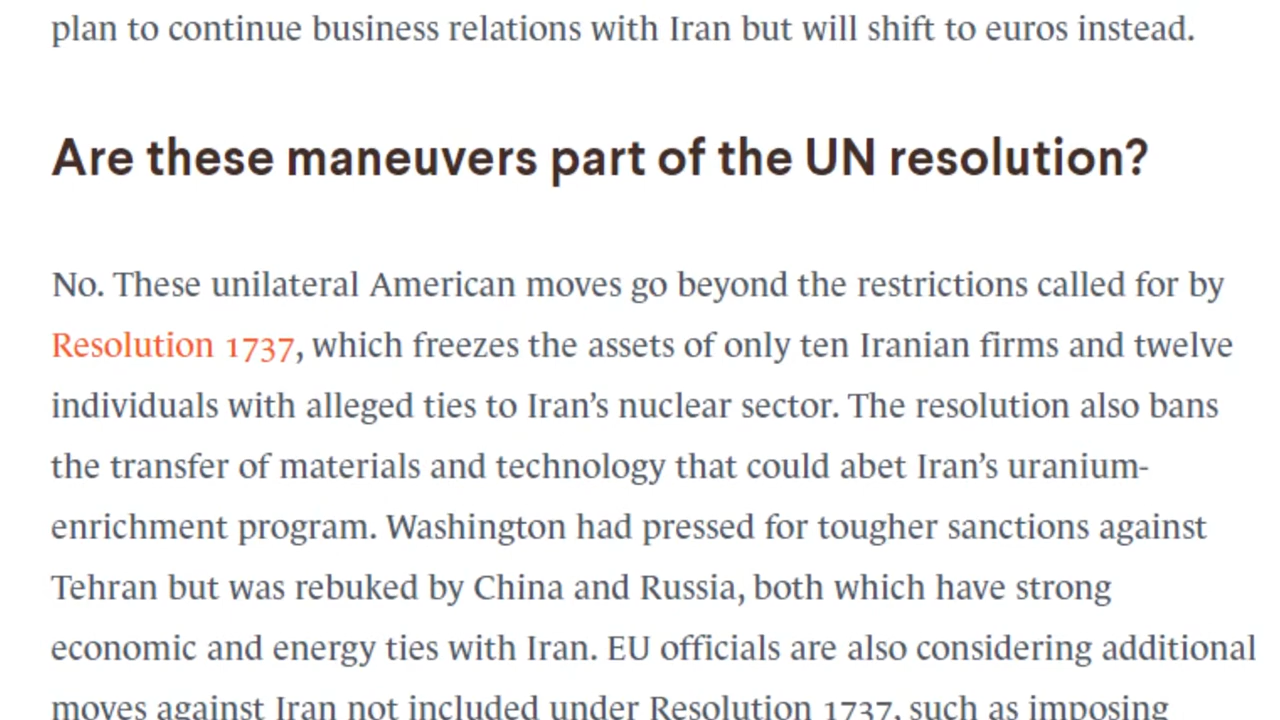 plan to continue business relations with Iran but will shift to euros instead.
Are these maneuvers part of the UN resolution?
No. These unilateral American moves go beyond the restrictions called for by
Resolution 1737, which freezes the assets of only ten Iranian firms and twelve
individuals with alleged ties to Iran’s nuclear sector. The resolution also bans
the transfer of materials and technology that could abet Iran’s uranium-
enrichment program. Washington had pressed for tougher sanctions against
Tehran but was rebuked by China and Russia, both which have strong
economic and energy ties with Iran. EU officials are also considering additional
moves against Iran not included under Resolution 1737, such as imposing